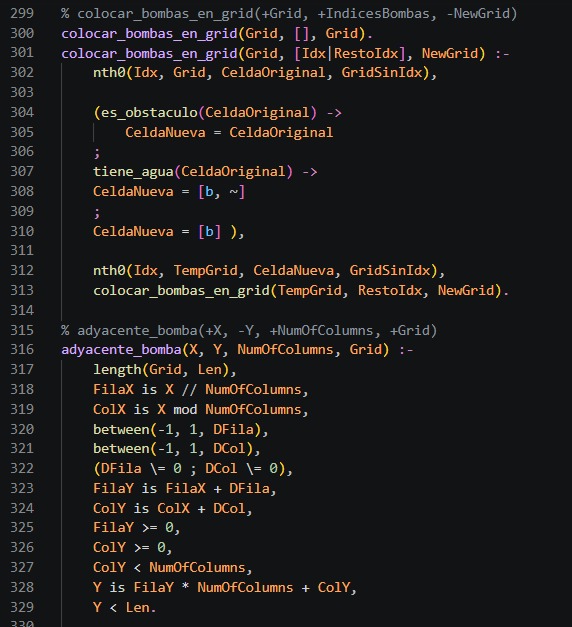 299 % colocar_bombas_en_grid(+Grid, +IndicesBombas, -NewGrid)
300 colocar_bombas_en_grid(Grid, [], Grid).
301 colocar_bombas_en_grid(Grid, [Idx|RestoIdx], NewGrid) :-
302     nth0(Idx, Grid, CeldaOriginal, GridSinIdx),
303
304     (es_obstaculo(CeldaOriginal) ->
305         CeldaNueva = CeldaOriginal
306     ;
307     tiene_agua(CeldaOriginal) ->
308     CeldaNueva = [b, ~]
309     ;
310     CeldaNueva = [b] ),
311
312     nth0(Idx, TempGrid, CeldaNueva, GridSinIdx),
313     colocar_bombas_en_grid(TempGrid, RestoIdx, NewGrid).
314
315 % adyacente_bomba(+X, -Y, +NumOfColumns, +Grid)
316 adyacente_bomba(X, Y, NumOfColumns, Grid) :-
317     length(Grid, Len),
318     FilaX is X // NumOfColumns,
319     ColX is X mod NumOfColumns,
320     between(-1, 1, DFila),
321     between(-1, 1, DCol),
322     (DFila \= 0 ; DCol \= 0),
323     FilaY is FilaX + DFila,
324     ColY is ColX + DCol,
325     FilaY >= 0,
326     ColY >= 0,
327     ColY < NumOfColumns,
328     Y is FilaY * NumOfColumns + ColY,
329     Y < Len.
330